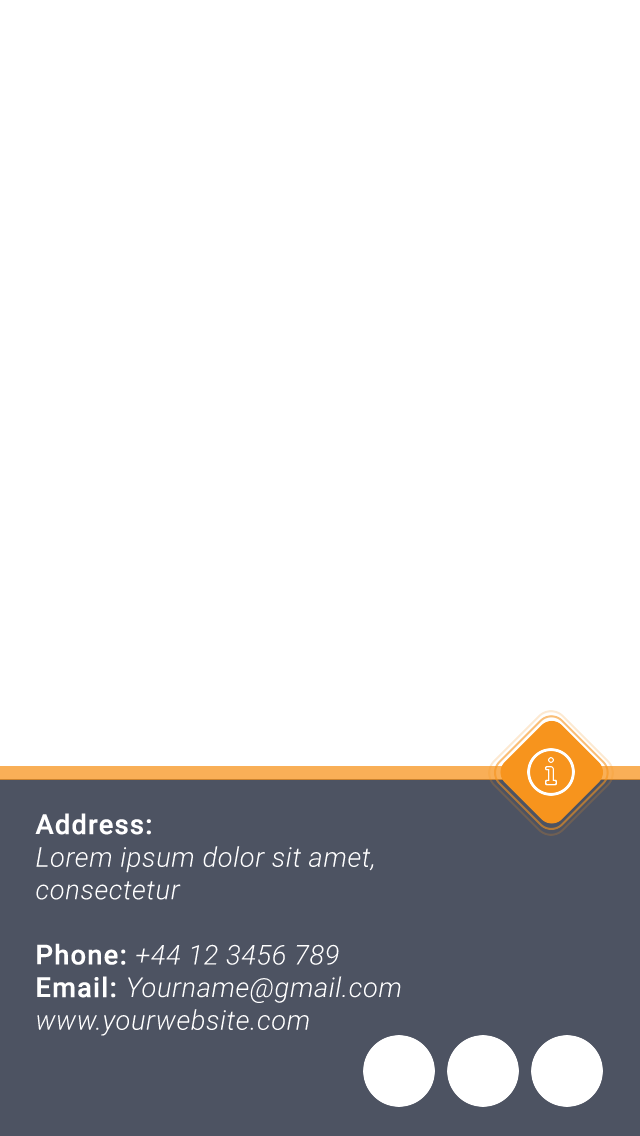 Address:
Lorem ipsum dolor sit amet,
consectetur
Phone: +44 12 3456 789
Email: Yourname@gmail.com
www.yourwebsite.com